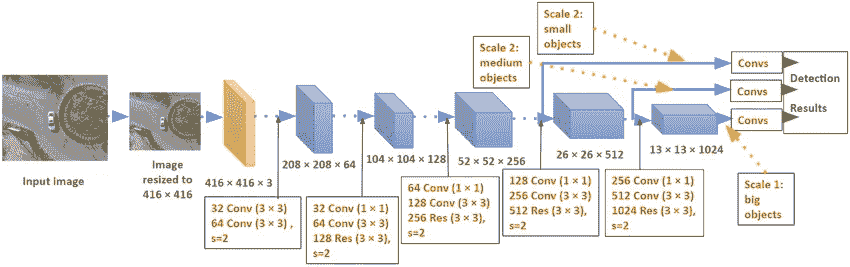 Input image
Image
resized to
416 × 416
416 × 416 × 3
208 × 208 × 64
104 × 104 × 128
52 × 52 × 256
26 × 26 × 512
13 × 13 × 1024
32 Conv (3 × 3)
64 Conv (3 × 3) ,
s=2
32 Conv (1 × 1)
64 Conv (3 × 3)
128 Res (3 × 3),
s=2
64 Conv (1 × 1)
128 Conv (3 × 3)
256 Res (3 × 3),
s=2
128 Conv (1 × 1)
256 Conv (3 × 3)
512 Res (3 × 3),
s=2
256 Conv (1 × 1)
512 Conv (3 × 3)
1024 Res (3 × 3),
s=2
Scale 2:
medium
objects
Scale 2:
small
objects
Convs
Convs
Convs
Detection
Results
Scale 1:
big
objects